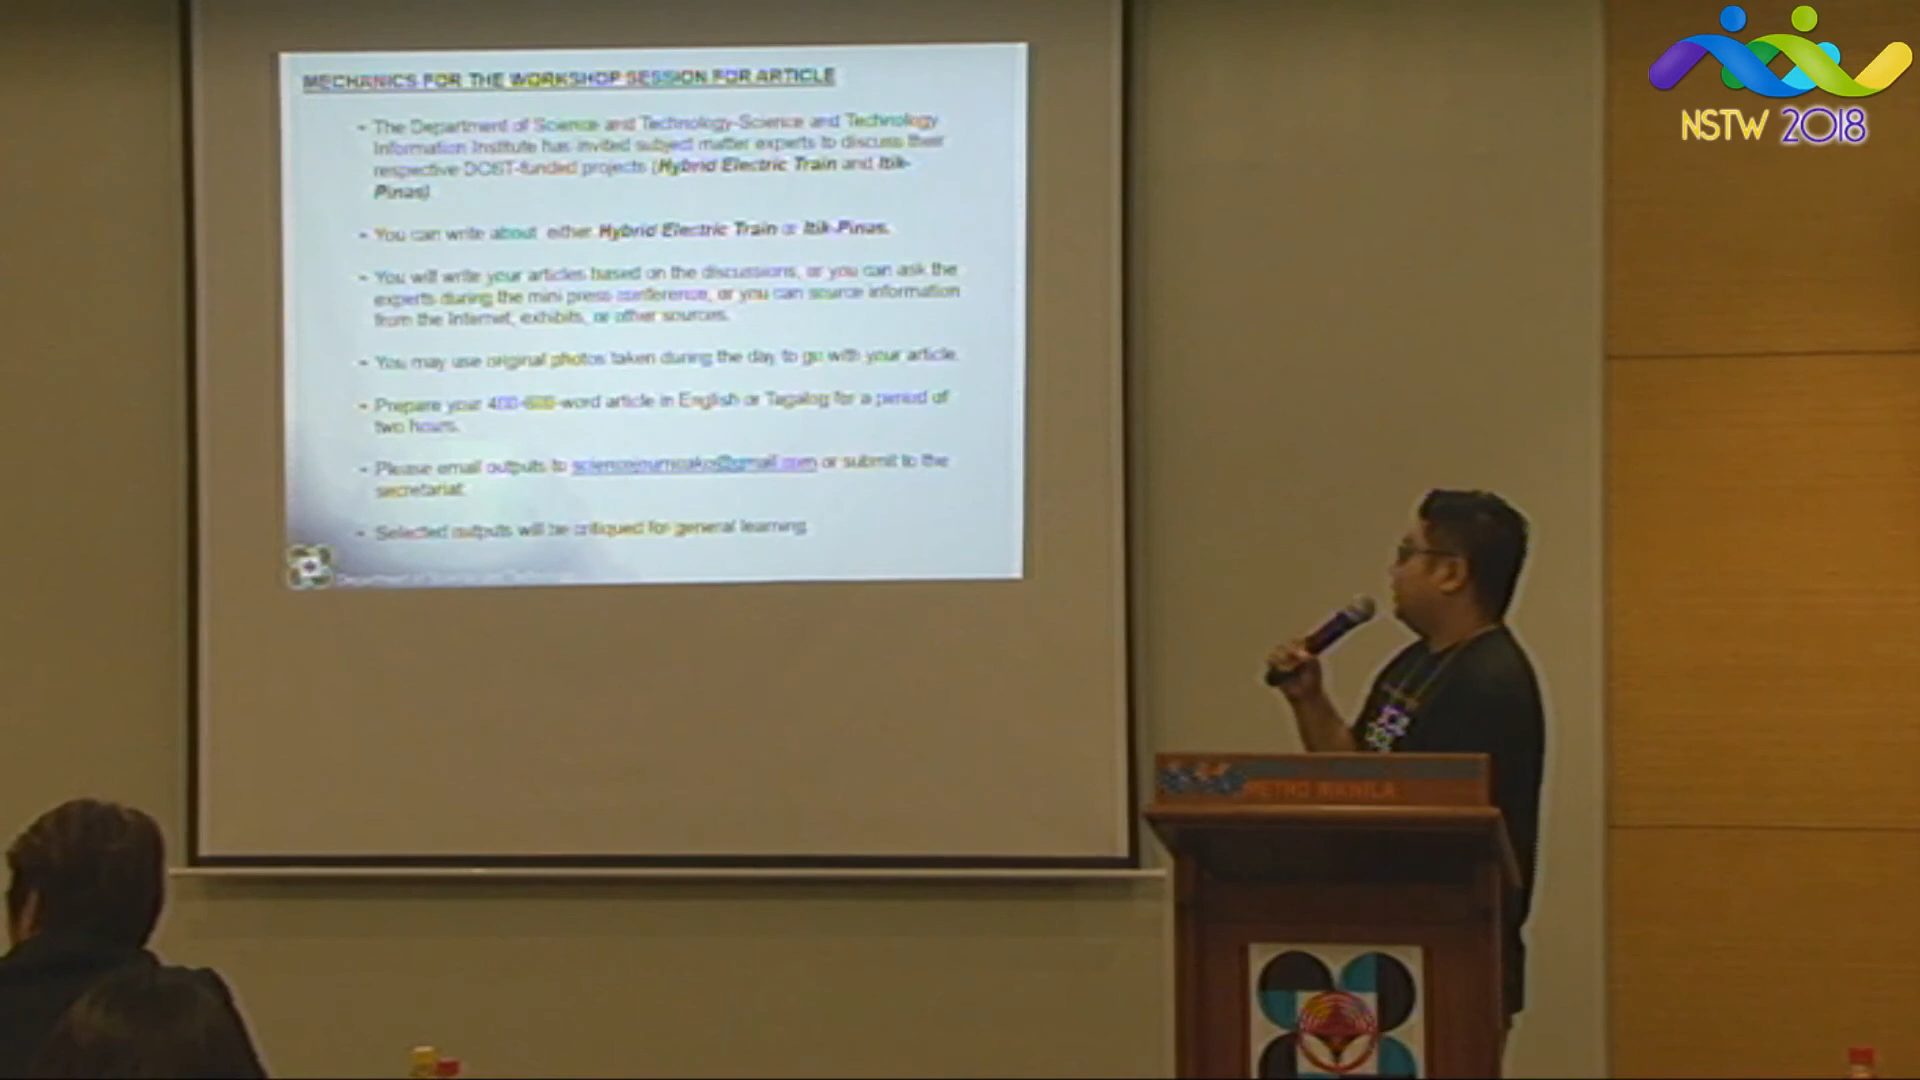 NSTW 2018
MECHANICS FOR THE WORKSHOP SESSION FOR ARTICLE
The Department of Science and Technology-Science and Technology
Information Institute has invited subject matter experts to discuss their
respective DOST-funded projects (Hybrid Electric Train and Itik-
Pinas)
You can write about either Hybrid Electric Train or Itik-Pinas.
You will write your articles based on the discussions, or you can ask the
experts during the mini press conference, or you can source information
from the Internet, exhibits, or other sources.
You may use original photos taken during the day to go with your article.
Prepare your 400-600-word article in English or Tagalog for a period of
two hours.
Please email outputs to or submit to the
secretariat.
Selected outputs will be critiqued for general learning.
METRO MANILA